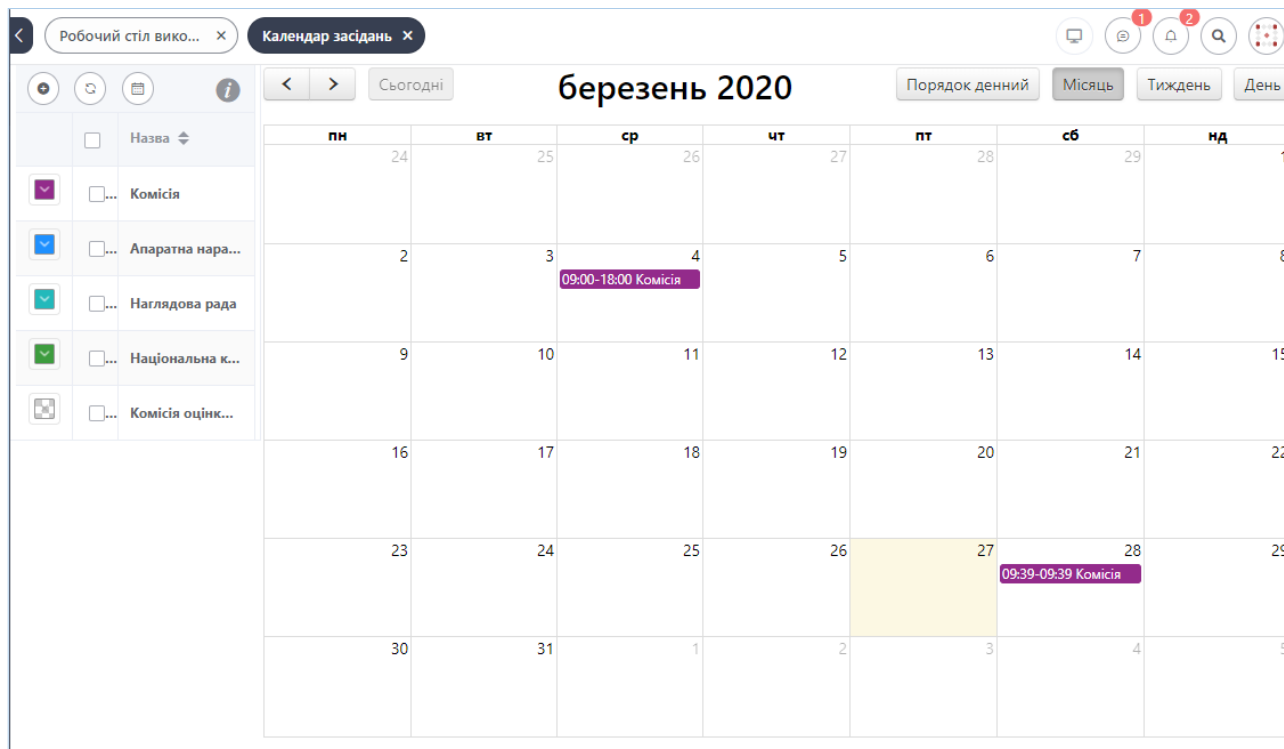 Робочий стіл вико... × Календар засідань × 1 2
i Сьогодні березень 2020 Порядок денний Місяць Тиждень День
Назва
пн вт ср чт пт сб нд
24 25 26 27 28 29 1
Комісія
Апаратна нара...
2 3 4 5 6 7 8
09:00-18:00 Комісія
Наглядова рада
Національна к...
9 10 11 12 13 14 15
Комісія оцінк...
16 17 18 19 20 21 22
23 24 25 26 27 28 29
09:39-09:39 Комісія
30 31 1 2 3 4 5